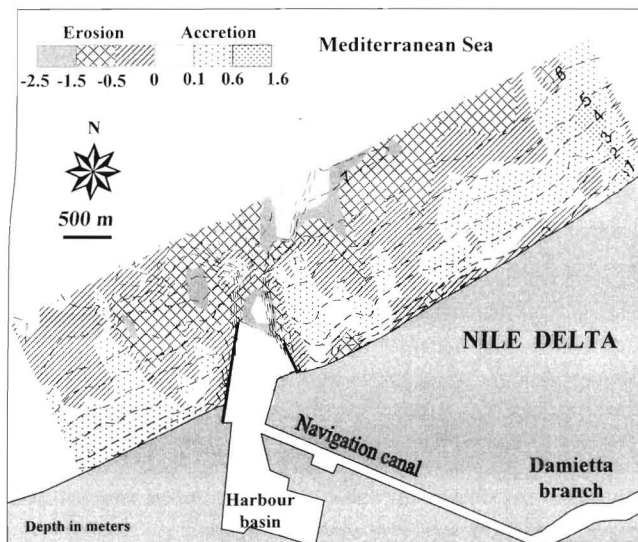 Erosion Accretion
-2.5 -1.5 -0.5 0 0.1 0.6 1.6
Mediterranean Sea
N
500 m
6
5
4
3
2
1
7
NILE DELTA
Navigation canal
Damietta
branch
Harbour
basin
Depth in meters